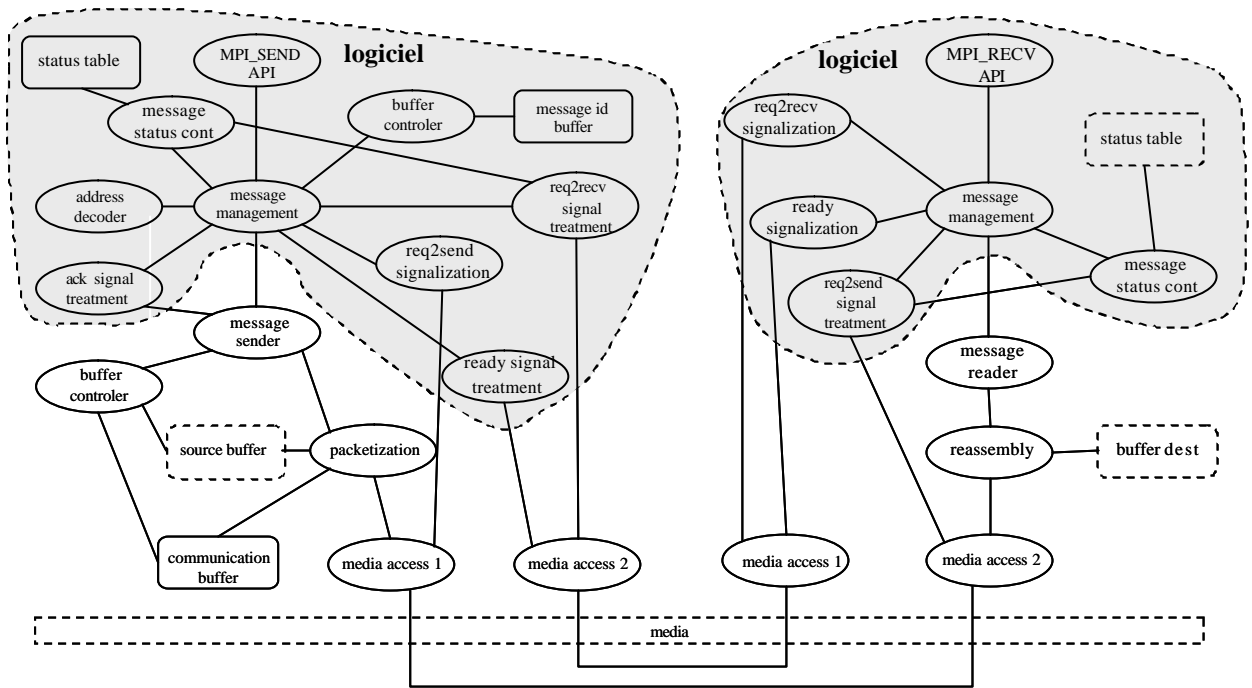 status table
MPI_SEND
API
logiciel
message
status cont
buffer
controler
message id
buffer
address
decoder
message
management
req2recv
signal
treatment
req2send
signalization
ack signal
treatment
message
sender
ready signal
treatment
buffer
controler
source buffer
packetization
communication
buffer
media access 1
media access 2
logiciel
MPI_RECV
API
req2recv
signalization
status table
ready
signalization
message
management
req2send
signal
treatment
message
status cont
message
reader
reassembly
buffer dest
media access 1
media access 2
media